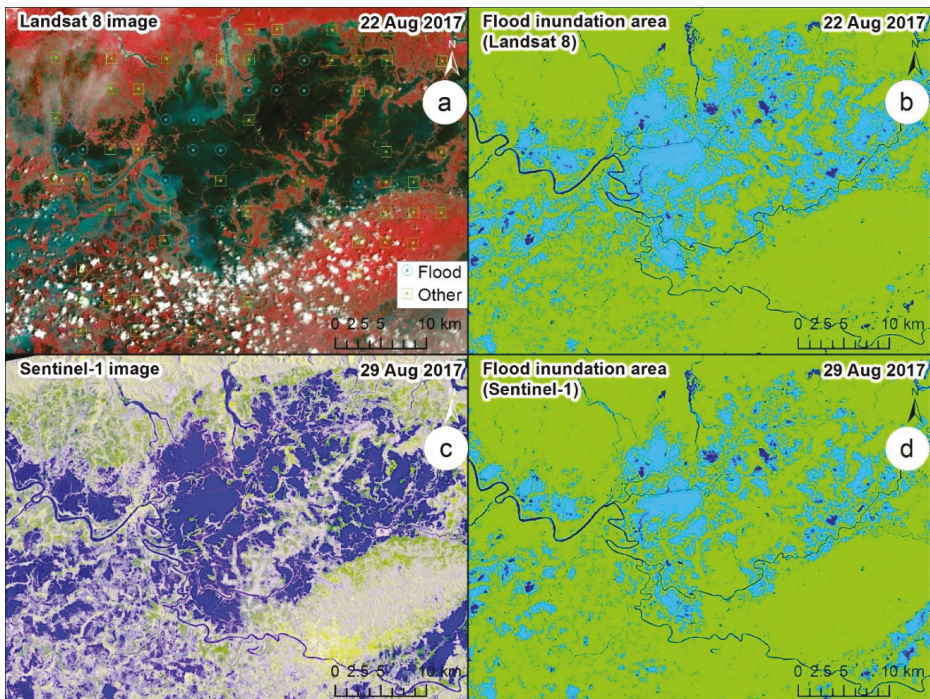 Landsat 8 image
22 Aug 2017
N
a
Flood
Other
0 2.5 5 10 km
Flood inundation area
(Landsat 8)
22 Aug 2017
N
b
0 2.5 5 10 km
Sentinel-1 image
29 Aug 2017
c
0 2.5 5 10 km
Flood inundation area
(Sentinel-1)
29 Aug 2017
N
d
0 2.5 5 10 km